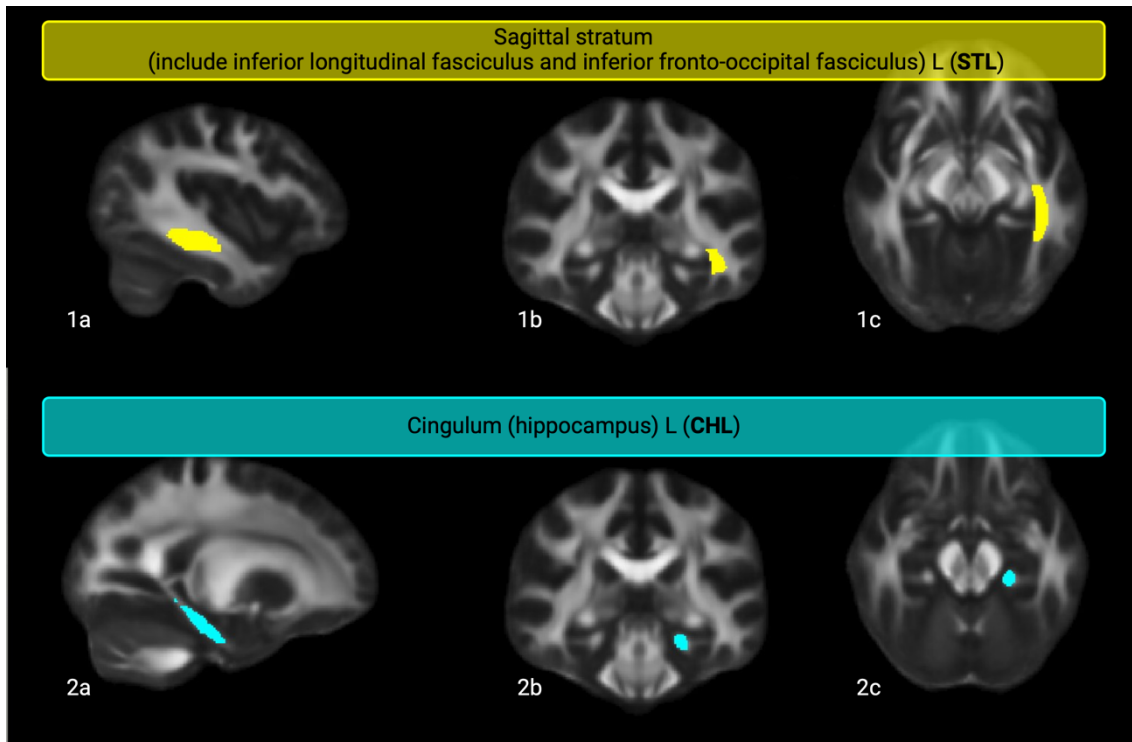 Sagittal stratum
(include inferior longitudinal fasciculus and inferior fronto-occipital fasciculus) L (STL)
1a
1b
1c
Cingulum (hippocampus) L (CHL)
2a
2b
2c